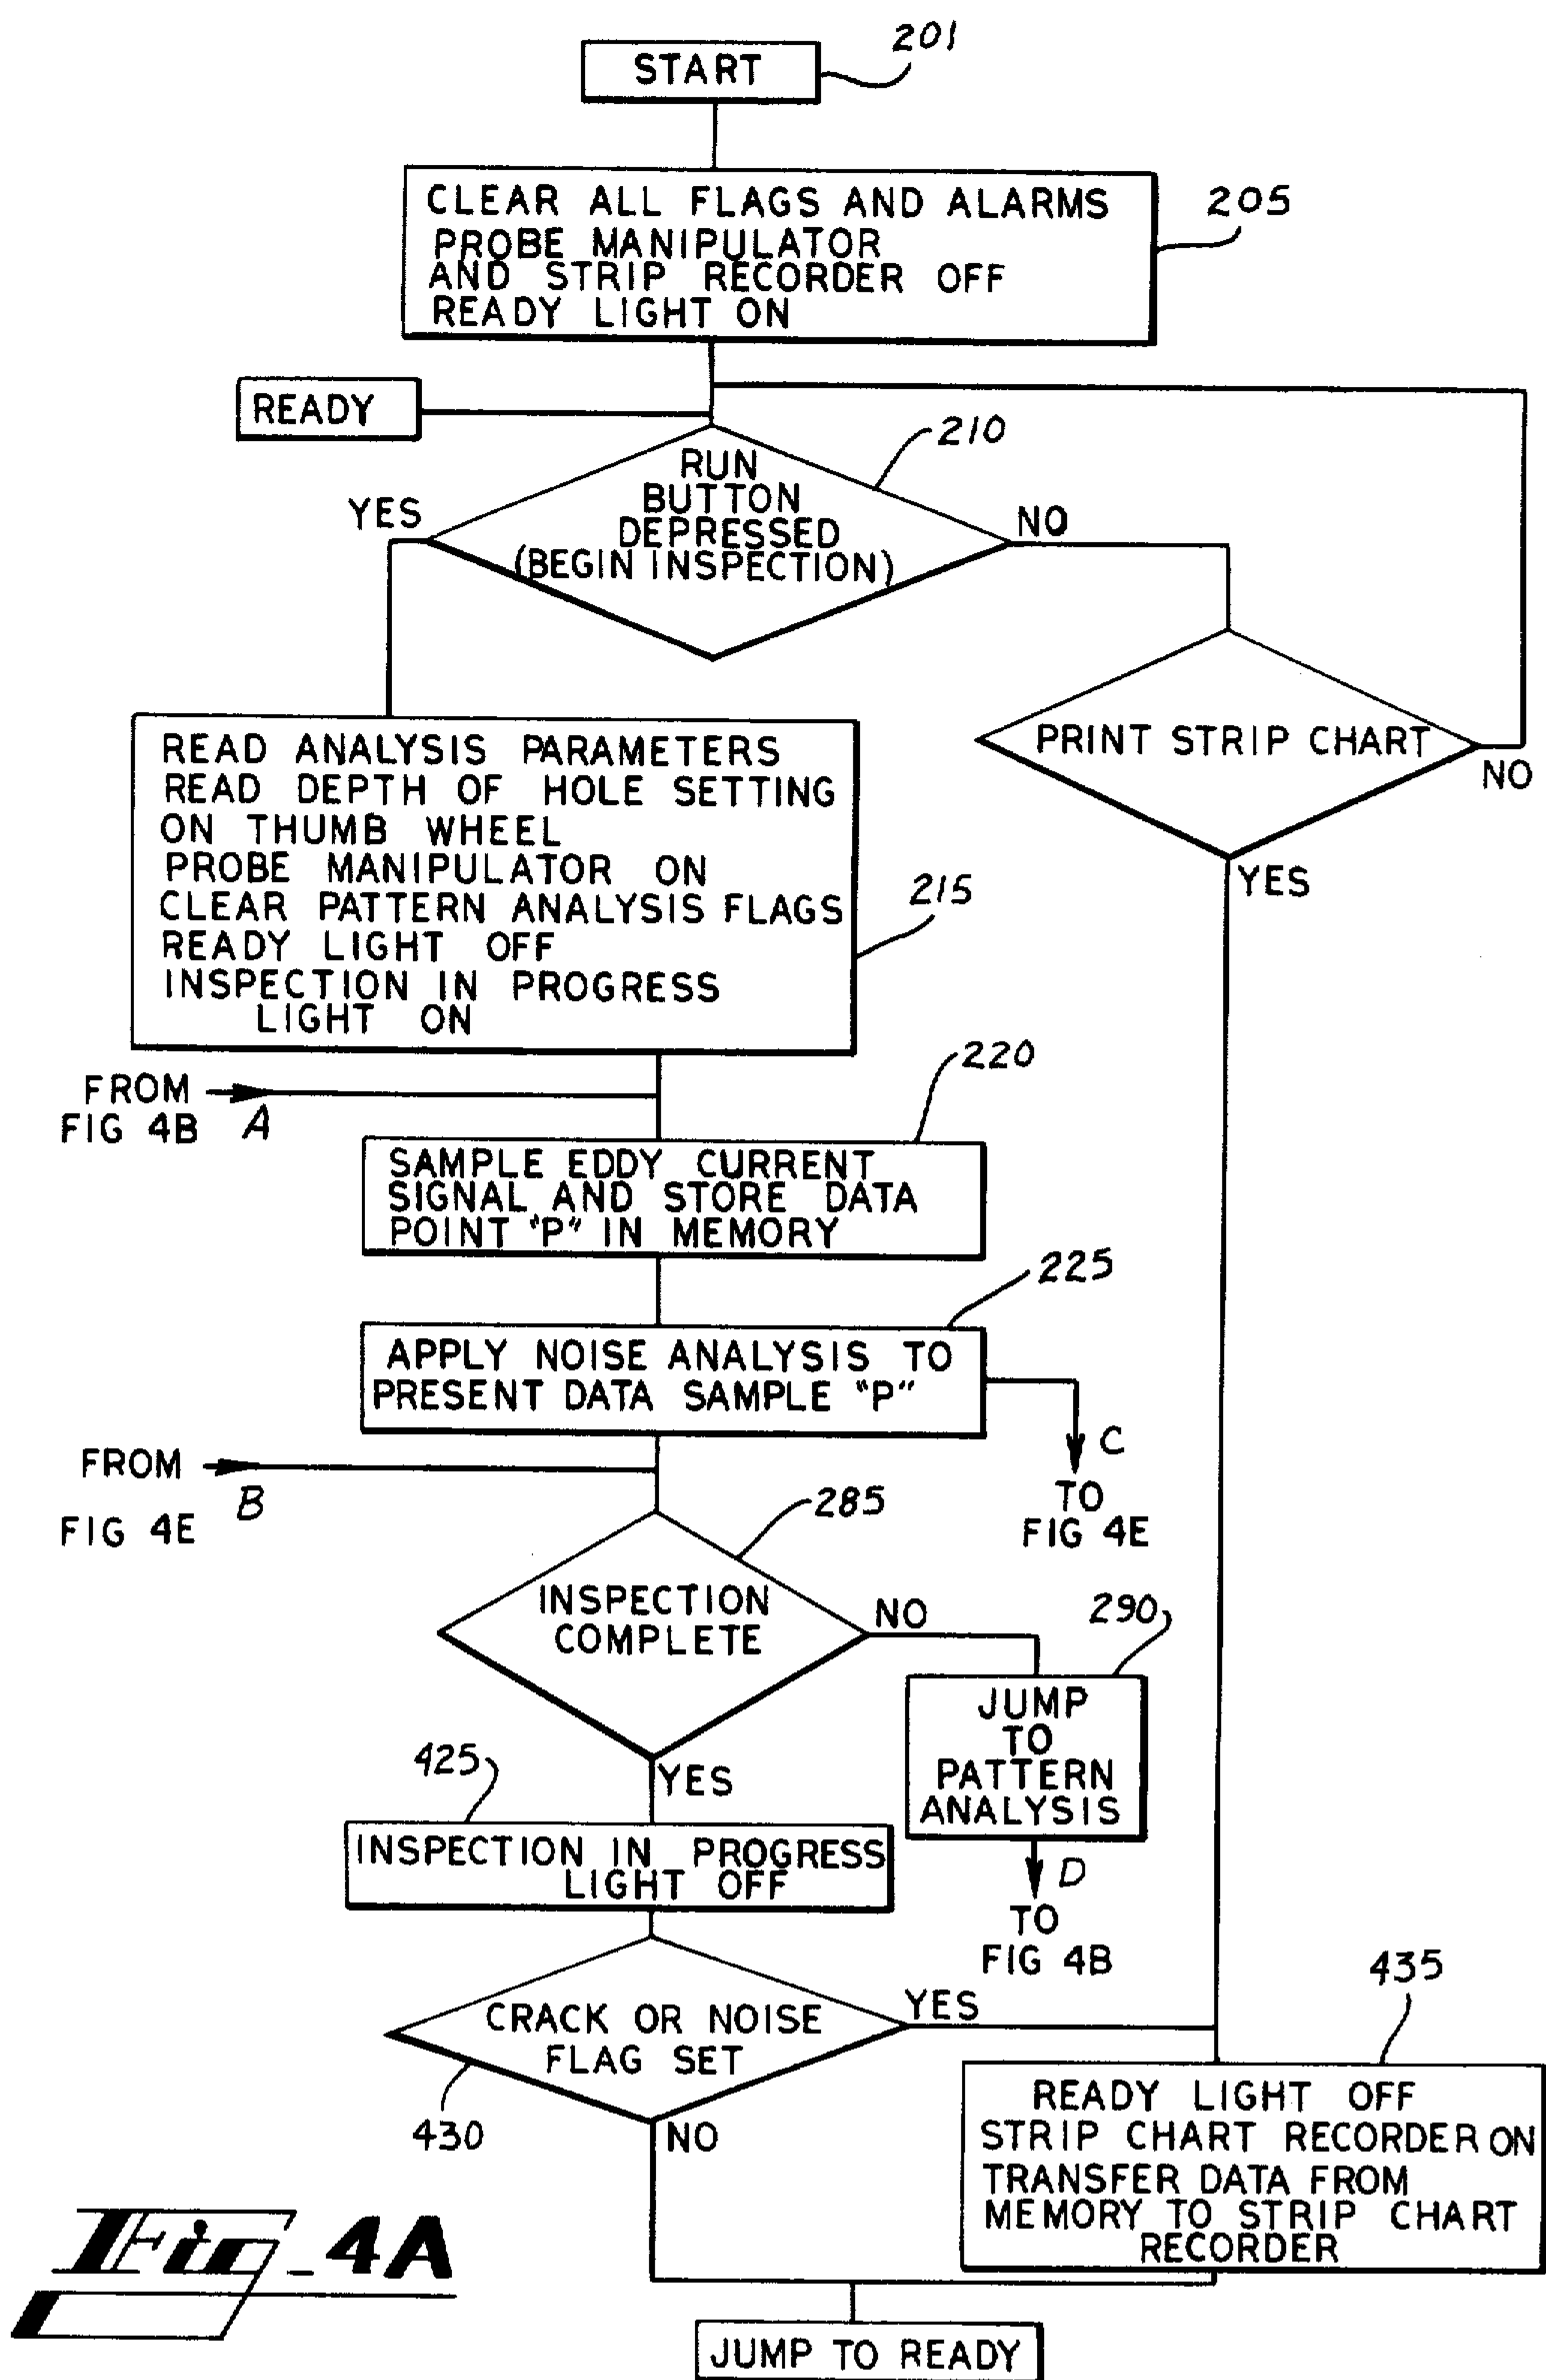 START
201
CLEAR ALL FLAGS AND ALARMS
PROBE MANIPULATOR
AND STRIP RECORDER OFF
READY LIGHT ON
205
READY
RUN
BUTTON
DEPRESSED
(BEGIN INSPECTION)
210
YES
NO
PRINT STRIP CHART
NO
YES
READ ANALYSIS PARAMETERS
READ DEPTH OF HOLE SETTING
ON THUMB WHEEL
PROBE MANIPULATOR ON
CLEAR PATTERN ANALYSIS FLAGS
READY LIGHT OFF
INSPECTION IN PROGRESS
LIGHT ON
215
FROM
FIG 4B A
220
SAMPLE EDDY CURRENT
SIGNAL AND STORE DATA
POINT "P" IN MEMORY
225
APPLY NOISE ANALYSIS TO
PRESENT DATA SAMPLE "P"
C
TO
FIG 4E
FROM
FIG 4E B
285
INSPECTION
COMPLETE
NO
290
JUMP
TO
PATTERN
ANALYSIS
D
TO
FIG 4B
YES
425
INSPECTION IN PROGRESS
LIGHT OFF
CRACK OR NOISE
FLAG SET
YES
430
NO
435
READY LIGHT OFF
STRIP CHART RECORDER ON
TRANSFER DATA FROM
MEMORY TO STRIP CHART
RECORDER
JUMP TO READY
Fig_4A